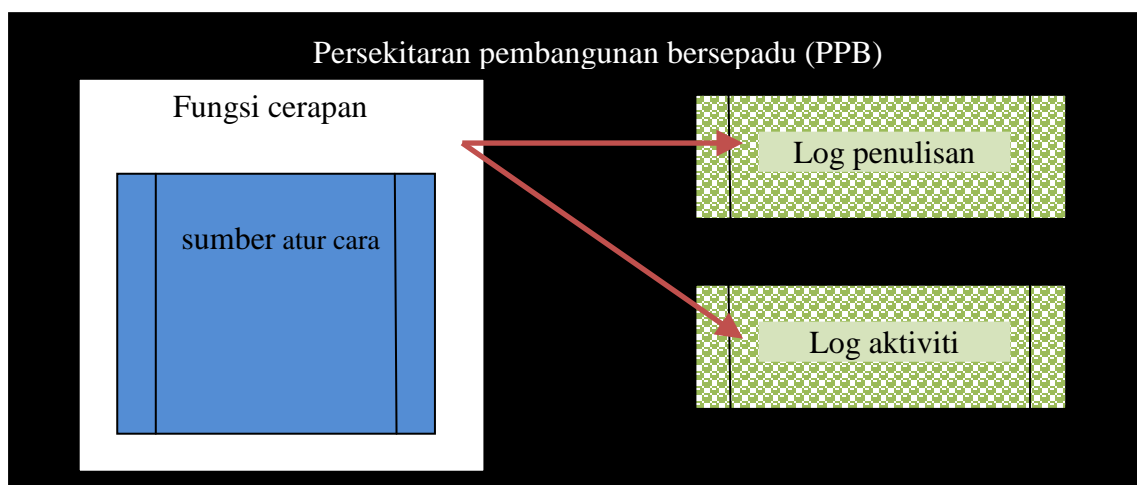 Persekitaran pembangunan bersepadu (PPB)
Fungsi cerapan
sumber atur cara
Log penulisan
Log aktiviti